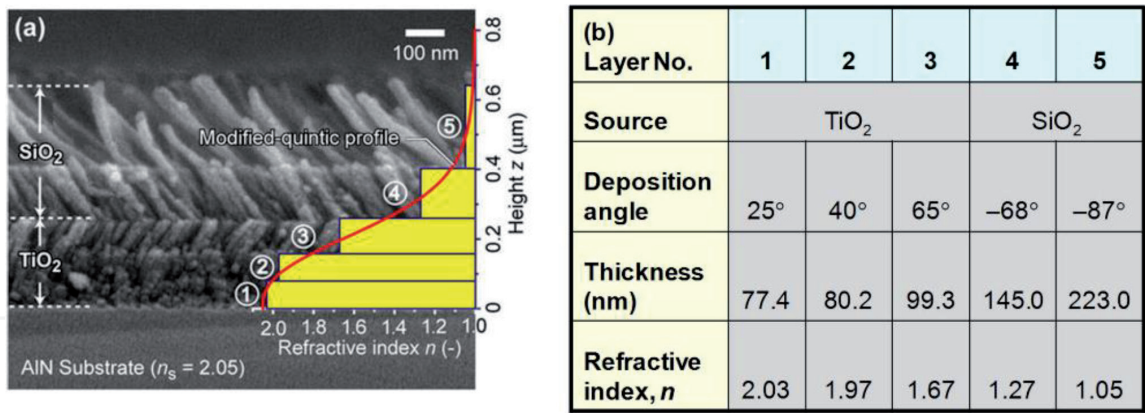 (a)
100 nm
0.8
0.6
0.4
0.2
0
Height z (μm)
Modified-quintic profile
SiO₂
TiO₂
⑤
④
③
②
①
2.0 1.8 1.6 1.4 1.2 1.0
Refractive index n (-)
AlN Substrate (nₛ = 2.05)
(b)
Layer No. 1 2 3 4 5
Source TiO₂ SiO₂
Deposition
angle 25° 40° 65° –68° –87°
Thickness
(nm) 77.4 80.2 99.3 145.0 223.0
Refractive
index, n 2.03 1.97 1.67 1.27 1.05